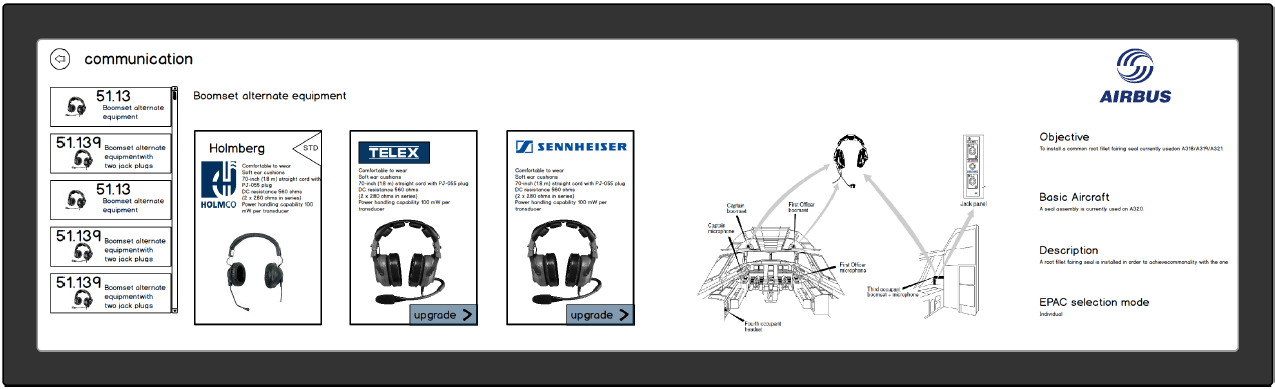 communication
AIRBUS
51.13
Boomset alternate
equipment
51.139
Boomset alternate
equipmentwith
two jack plugs
51.13
Boomset alternate
equipment
51.139
Boomset alternate
equipmentwith
two jack plugs
51.139
Boomset alternate
equipmentwith
two jack plugs
Boomset alternate equipment
Holmberg
STD
HOLMCO
Comfortable to wear
Soft ear cushions
70-inch (1.8 m) straight cord with
PJ-055 plug
DC resistance 560 ohms
(2 x 280 ohms in series)
Power handling capability 100
mW per transducer
TELEX
Comfortable to wear
Soft ear cushions
70-inch (1.8 m) straight cord with PJ-055 plug
DC resistance 560 ohms
(2 x 280 ohms in series)
Power handling capability 100 mW per
transducer
upgrade
SENNHEISER
Comfortable to wear
Soft ear cushions
70-inch (1.8 m) straight cord with PJ-055 plug
DC resistance 560 ohms
(2 x 280 ohms in series)
Power handling capability 100 mW per
transducer
upgrade
Captain
boomset
First Officer
boomset
Captain
microphone
First Officer
microphone
Third occupant
boomset + microphone
Fourth occupant
headset
Jack panel
Objective
To install a common root fillet fairing seal currently usedon A318/A319/A321.
Basic Aircraft
A seal assembly is currently used on A320.
Description
A root fillet fairing seal is installed in order to achievecommonality with the one
EPAC selection mode
Individual